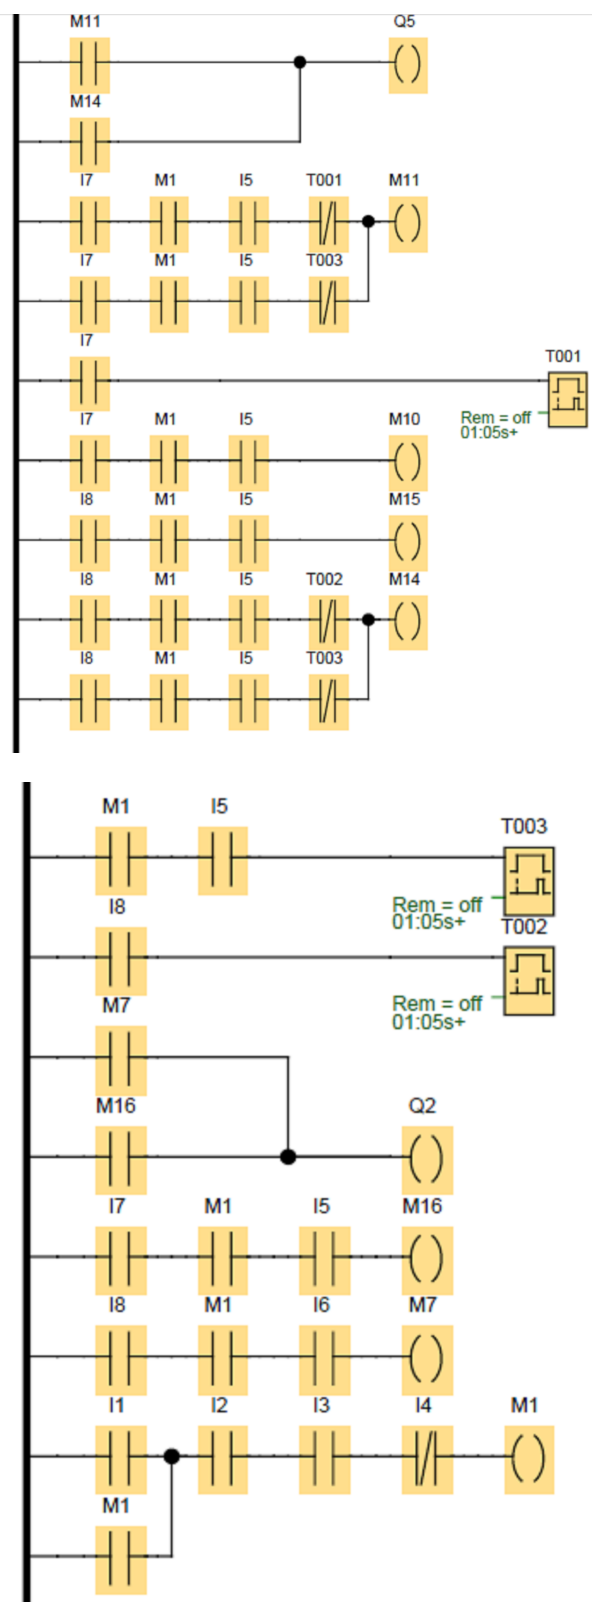 M11 Q5
M14
I7 M1 I5 T001 M11
I7 M1 I5 T003
I7 T001
Rem = off
01:05s+
I7 M1 I5 M10
I8 M1 I5 M15
I8 M1 I5 T002 M14
I8 M1 I5 T003
M1 I5 T003
Rem = off
01:05s+
I8 T002
Rem = off
01:05s+
M7
M16 Q2
I7 M1 I5 M16
I8 M1 I6 M7
I1 I2 I3 I4 M1
M1